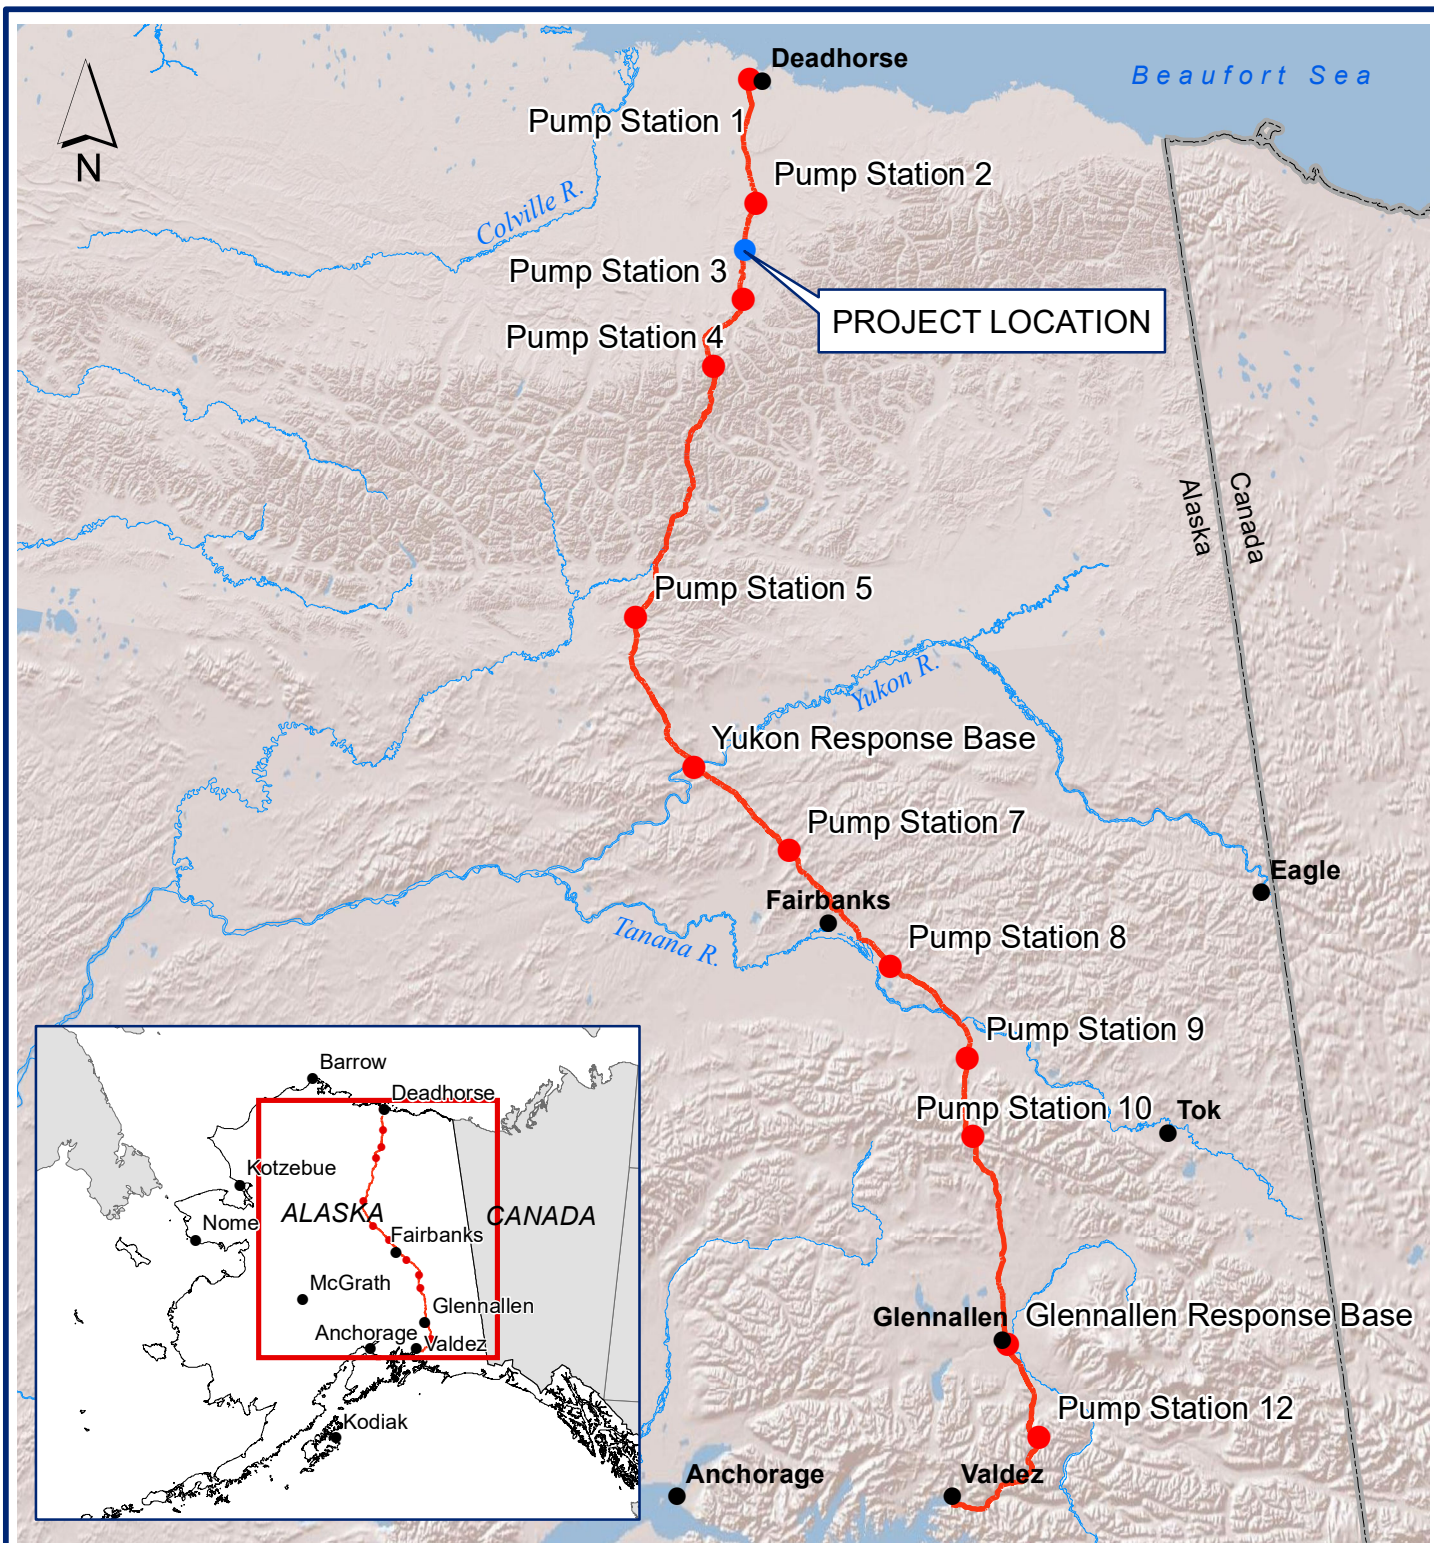 Deadhorse
Beaufort Sea
Pump Station 1
N
Pump Station 2
Colville R.
Pump Station 3
PROJECT LOCATION
Pump Station 4
Canada
Alaska
Pump Station 5
Yukon R.
Yukon Response Base
Pump Station 7
Eagle
Fairbanks
Tanana R.
Pump Station 8
Pump Station 9
Pump Station 10
Tok
Glennallen
Glennallen Response Base
Pump Station 12
Anchorage
Valdez
Barrow
Deadhorse
Kotzebue
ALASKA
CANADA
Nome
Fairbanks
McGrath
Glennallen
Anchorage
Valdez
Kodiak